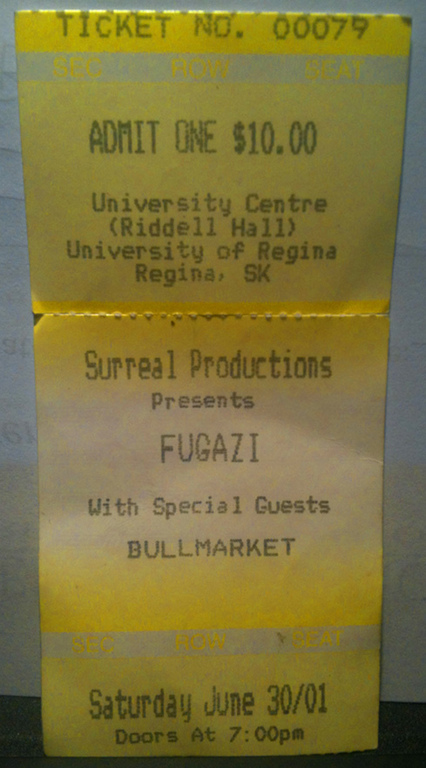 TICKET NO. 00079
SEC ROW SEAT
ADMIT ONE $10.00
University Centre
(Riddell Hall)
University of Regina
Regina, SK
Surreal Productions
Presents
FUGAZI
With Special Guests
BULLMARKET
SEC ROW SEAT
Saturday June 30/01
Doors At 7:00pm